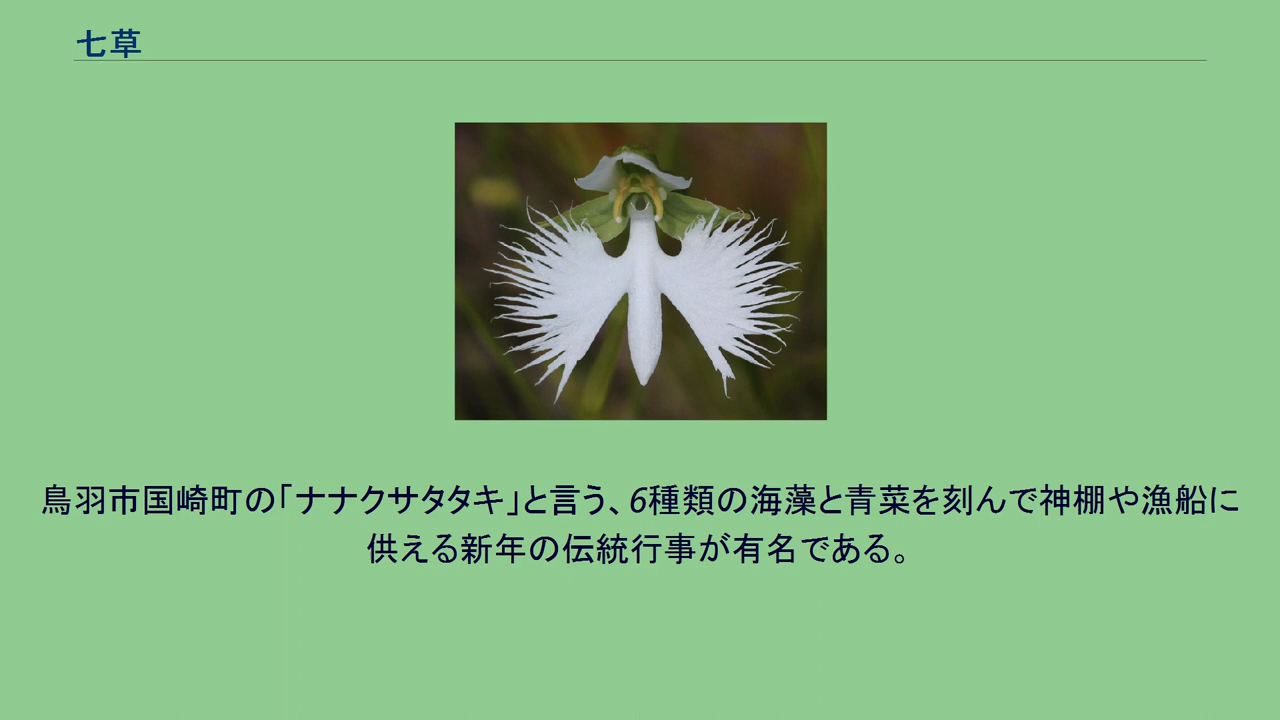 七草
鳥羽市国崎町の「ナナクサタタキ」と言う、6種類の海藻と青菜を刻んで神棚や漁船に
供える新年の伝統行事が有名である。